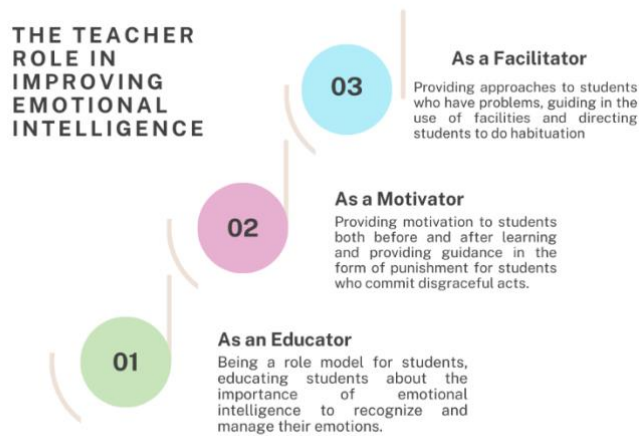 THE TEACHER
ROLE IN
IMPROVING
EMOTIONAL
INTELLIGENCE
03
As a Facilitator
Providing approaches to students
who have problems, guiding in the
use of facilities and directing
students to do habituation
02
As a Motivator
Providing motivation to students
both before and after learning
and providing guidance in the
form of punishment for students
who commit disgraceful acts.
01
As an Educator
Being a role model for students,
educating students about the
importance of emotional
intelligence to recognize and
manage their emotions.